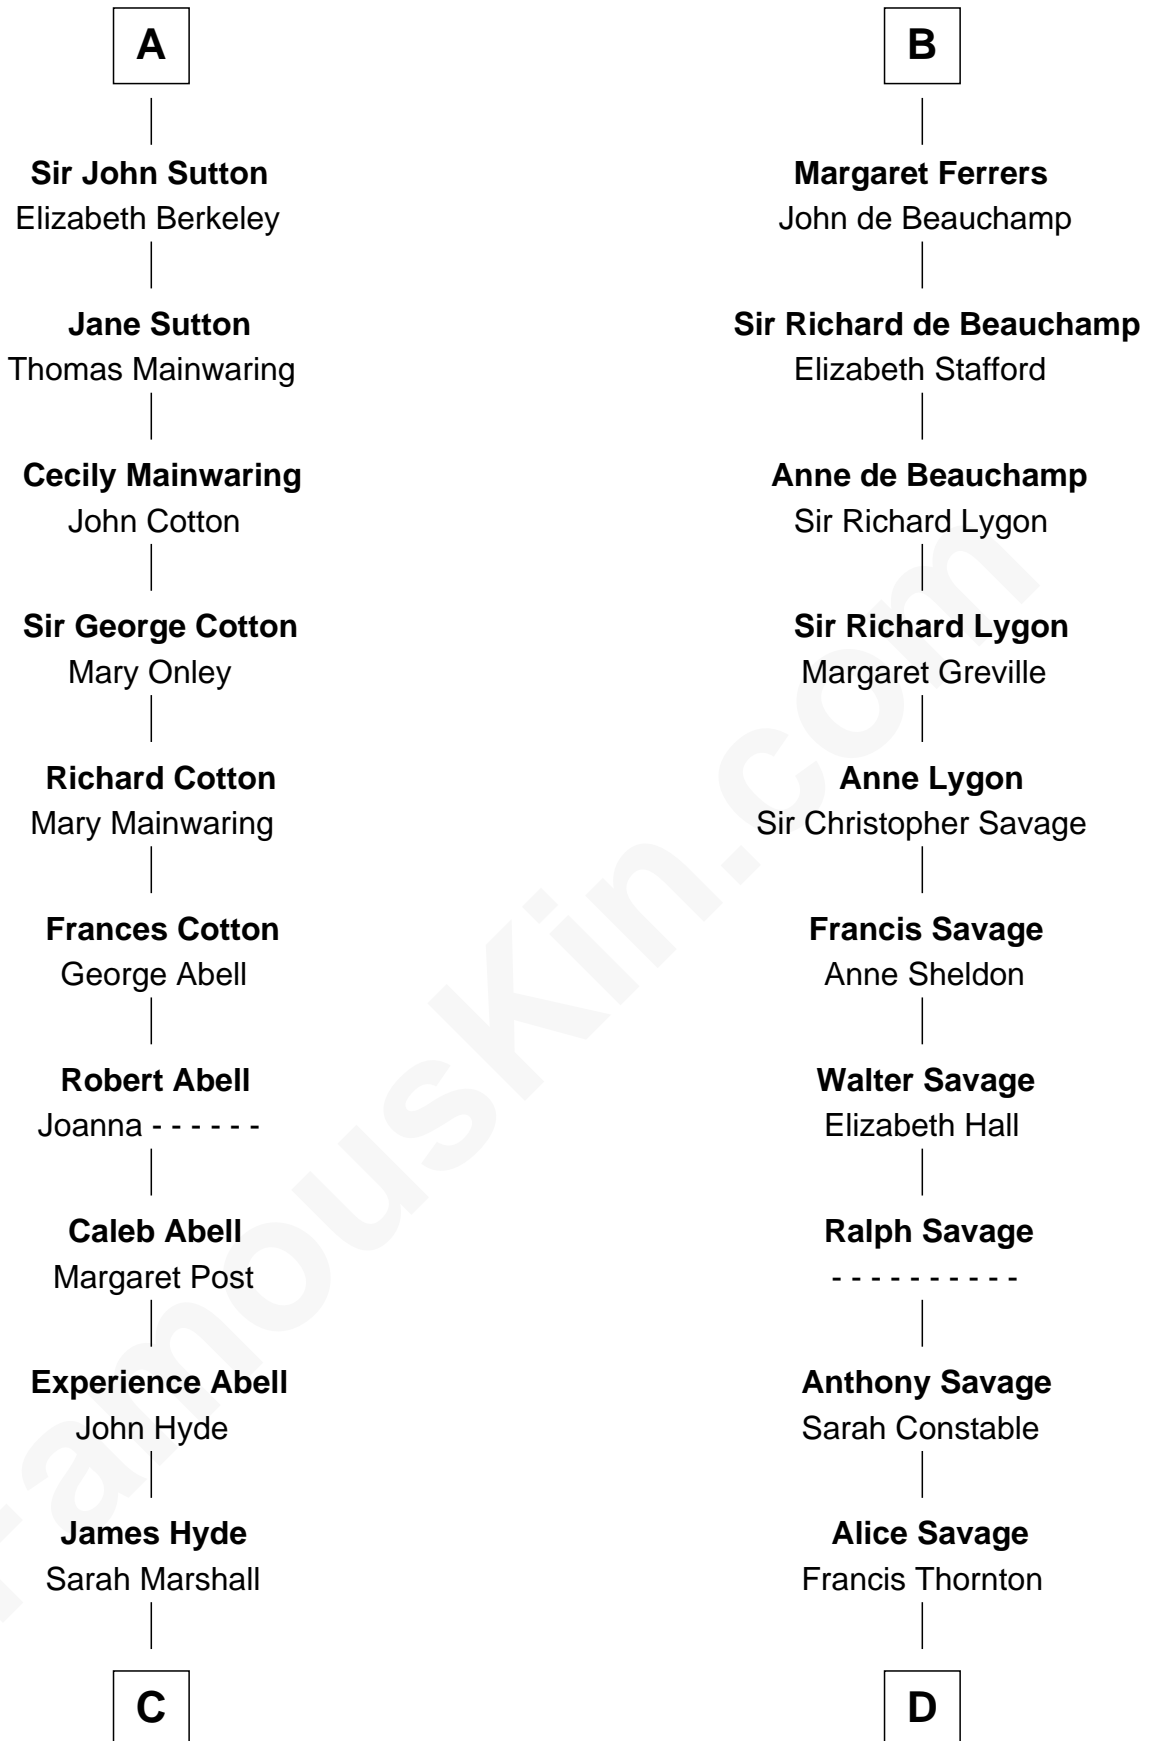 A
Sir John Sutton
Elizabeth Berkeley
Jane Sutton
Thomas Mainwaring
Cecily Mainwaring
John Cotton
Sir George Cotton
Mary Onley
Richard Cotton
Mary Mainwaring
Frances Cotton
George Abell
Robert Abell
Joanna - - - - - -
Caleb Abell
Margaret Post
Experience Abell
John Hyde
James Hyde
Sarah Marshall
C
B
Margaret Ferrers
John de Beauchamp
Sir Richard de Beauchamp
Elizabeth Stafford
Anne de Beauchamp
Sir Richard Lygon
Sir Richard Lygon
Margaret Greville
Anne Lygon
Sir Christopher Savage
Francis Savage
Anne Sheldon
Walter Savage
Elizabeth Hall
Ralph Savage
- - - - - - - - - -
Anthony Savage
Sarah Constable
Alice Savage
Francis Thornton
D
FamousKin.com